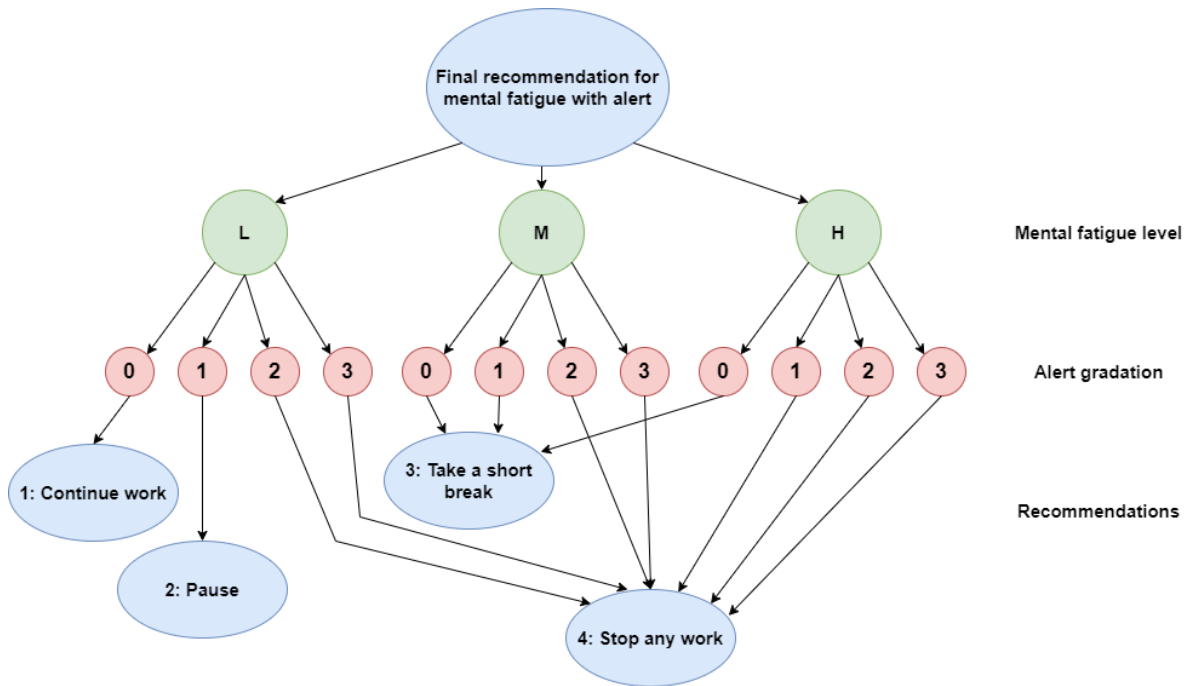 Final recommendation for
mental fatigue with alert
L
M
H
Mental fatigue level
0
1
2
3
0
1
2
3
0
1
2
3
Alert gradation
1: Continue work
3: Take a short
break
Recommendations
2: Pause
4: Stop any work